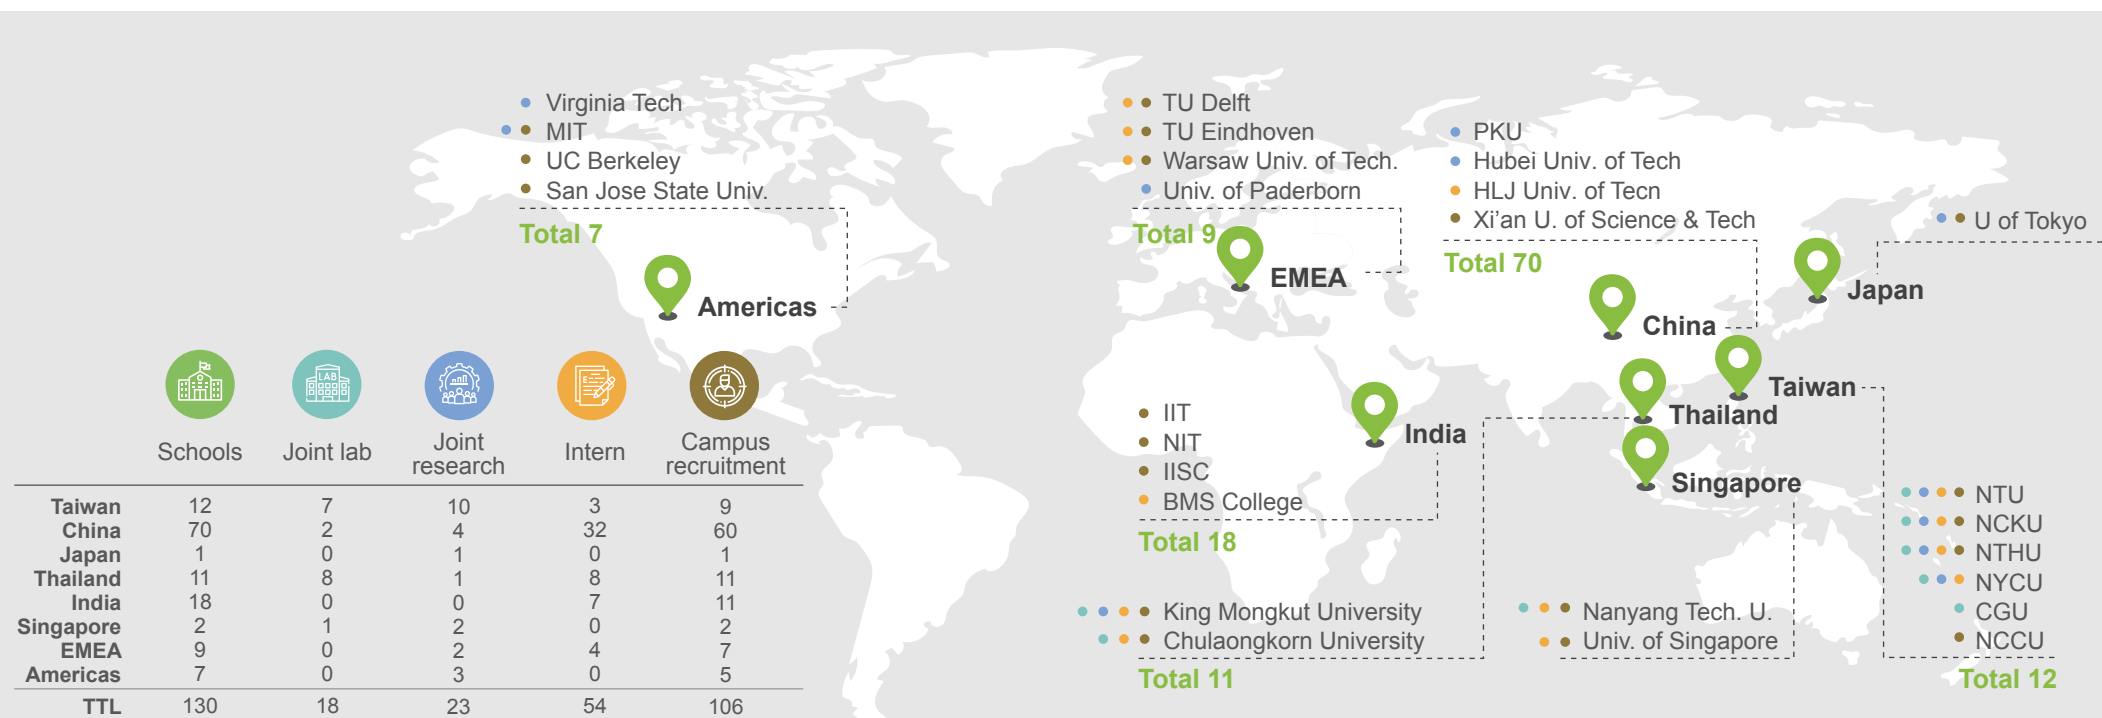 Virginia Tech
MIT
UC Berkeley
San Jose State Univ.
Total 7
Americas
TU Delft
TU Eindhoven
Warsaw Univ. of Tech.
Univ. of Paderborn
Total 9
EMEA
PKU
Hubei Univ. of Tech
HLJ Univ. of Tecn
Xi'an U. of Science & Tech
Total 70
China
U of Tokyo
Japan
Taiwan
Thailand
Singapore
IIT
NIT
IISC
BMS College
Total 18
India
King Mongkut University
Chulaongkorn University
Total 11
Nanyang Tech. U.
Univ. of Singapore
NTU
NCKU
NTHU
NYCU
CGU
NCCU
Total 12
LAB
E
Schools Joint lab Joint research Intern Campus recruitment
Taiwan 12 7 10 3 9
China 70 2 4 32 60
Japan 1 0 1 0 1
Thailand 11 8 1 8 11
India 18 0 0 7 11
Singapore 2 1 2 0 2
EMEA 9 0 2 4 7
Americas 7 0 3 0 5
TTL 130 18 23 54 106